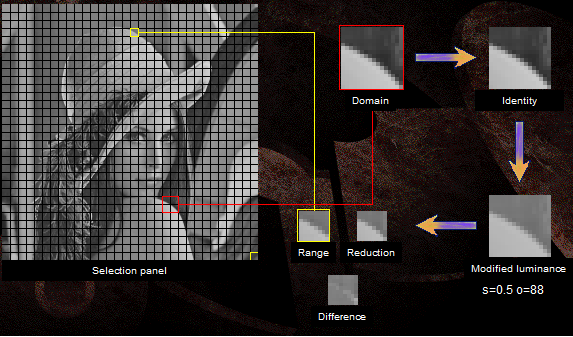 Domain
Identity
Range
Reduction
Modified luminance
Selection panel
s=0.5 o=88
Difference